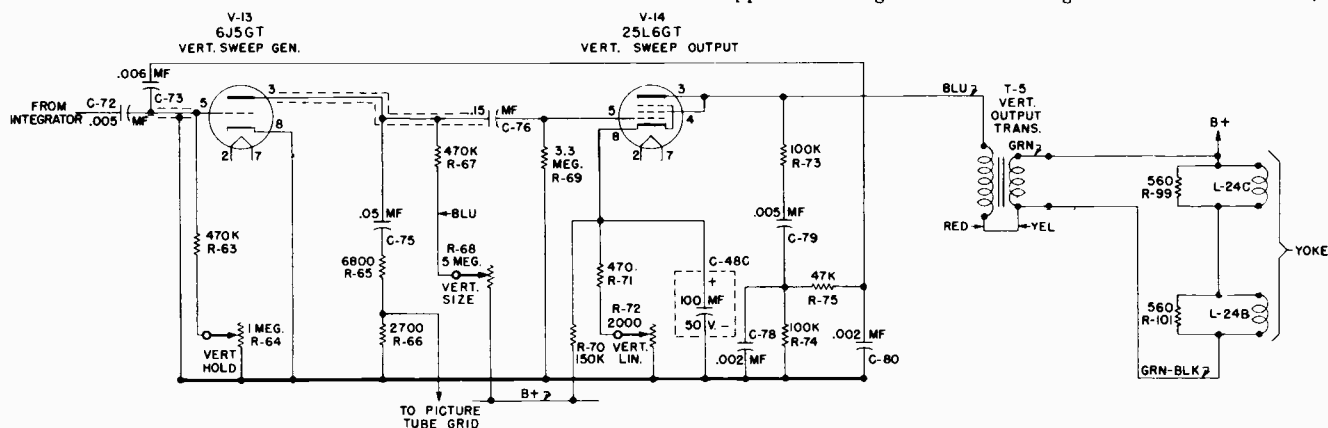 V-13
6J5GT
VERT. SWEEP GEN.
V-14
25L6GT
VERT. SWEEP OUTPUT
.006 MF
C-73
FROM
INTEGRATOR
C-72
.005 MF
5
3
8
2
7
.15 MF
C-76
470K
R-67
BLU
.05 MF
C-75
470K
R-63
6800
R-65
R-68
5 MEG.
VERT.
SIZE
1 MEG.
R-64
VERT
HOLD
2700
R-66
TO PICTURE
TUBE GRID
B+
3.3
MEG.
R-69
5
8
3
4
2
7
470
R-71
R-72
2000
VERT.
LIN.
R-70
150K
C-48C
+
100 MF
50 V. -
100K
R-73
.005 MF
C-79
47K
R-75
C-78
.002 MF
100K
R-74
.002 MF
C-80
BLU
T-5
VERT.
OUTPUT
TRANS.
GRN
RED
YEL
B+
560
R-99
L-24C
560
R-101
L-24B
YOKE
GRN-BLK